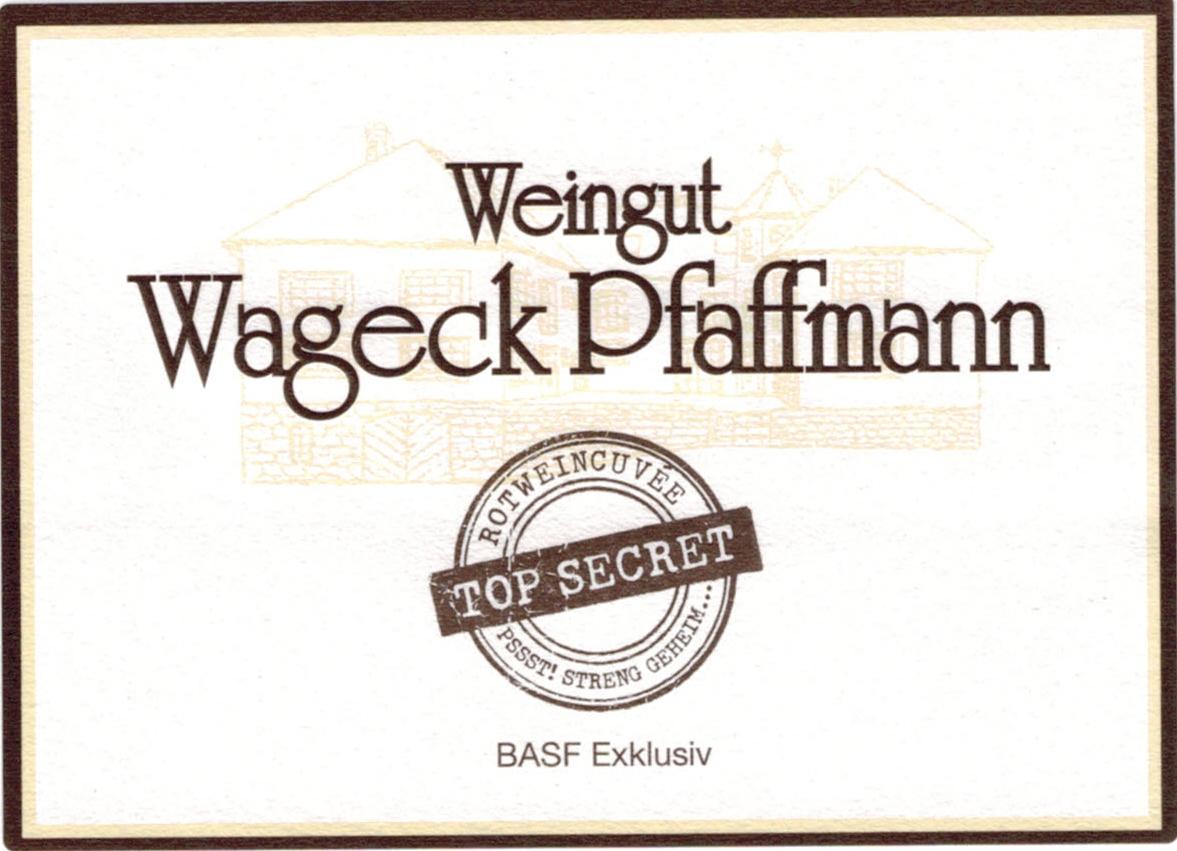 Weingut
Wageck Pfaffmann
ROTWEINCUVÉE
TOP SECRET
PSSST! STRENG GEHEIM...
BASF Exklusiv